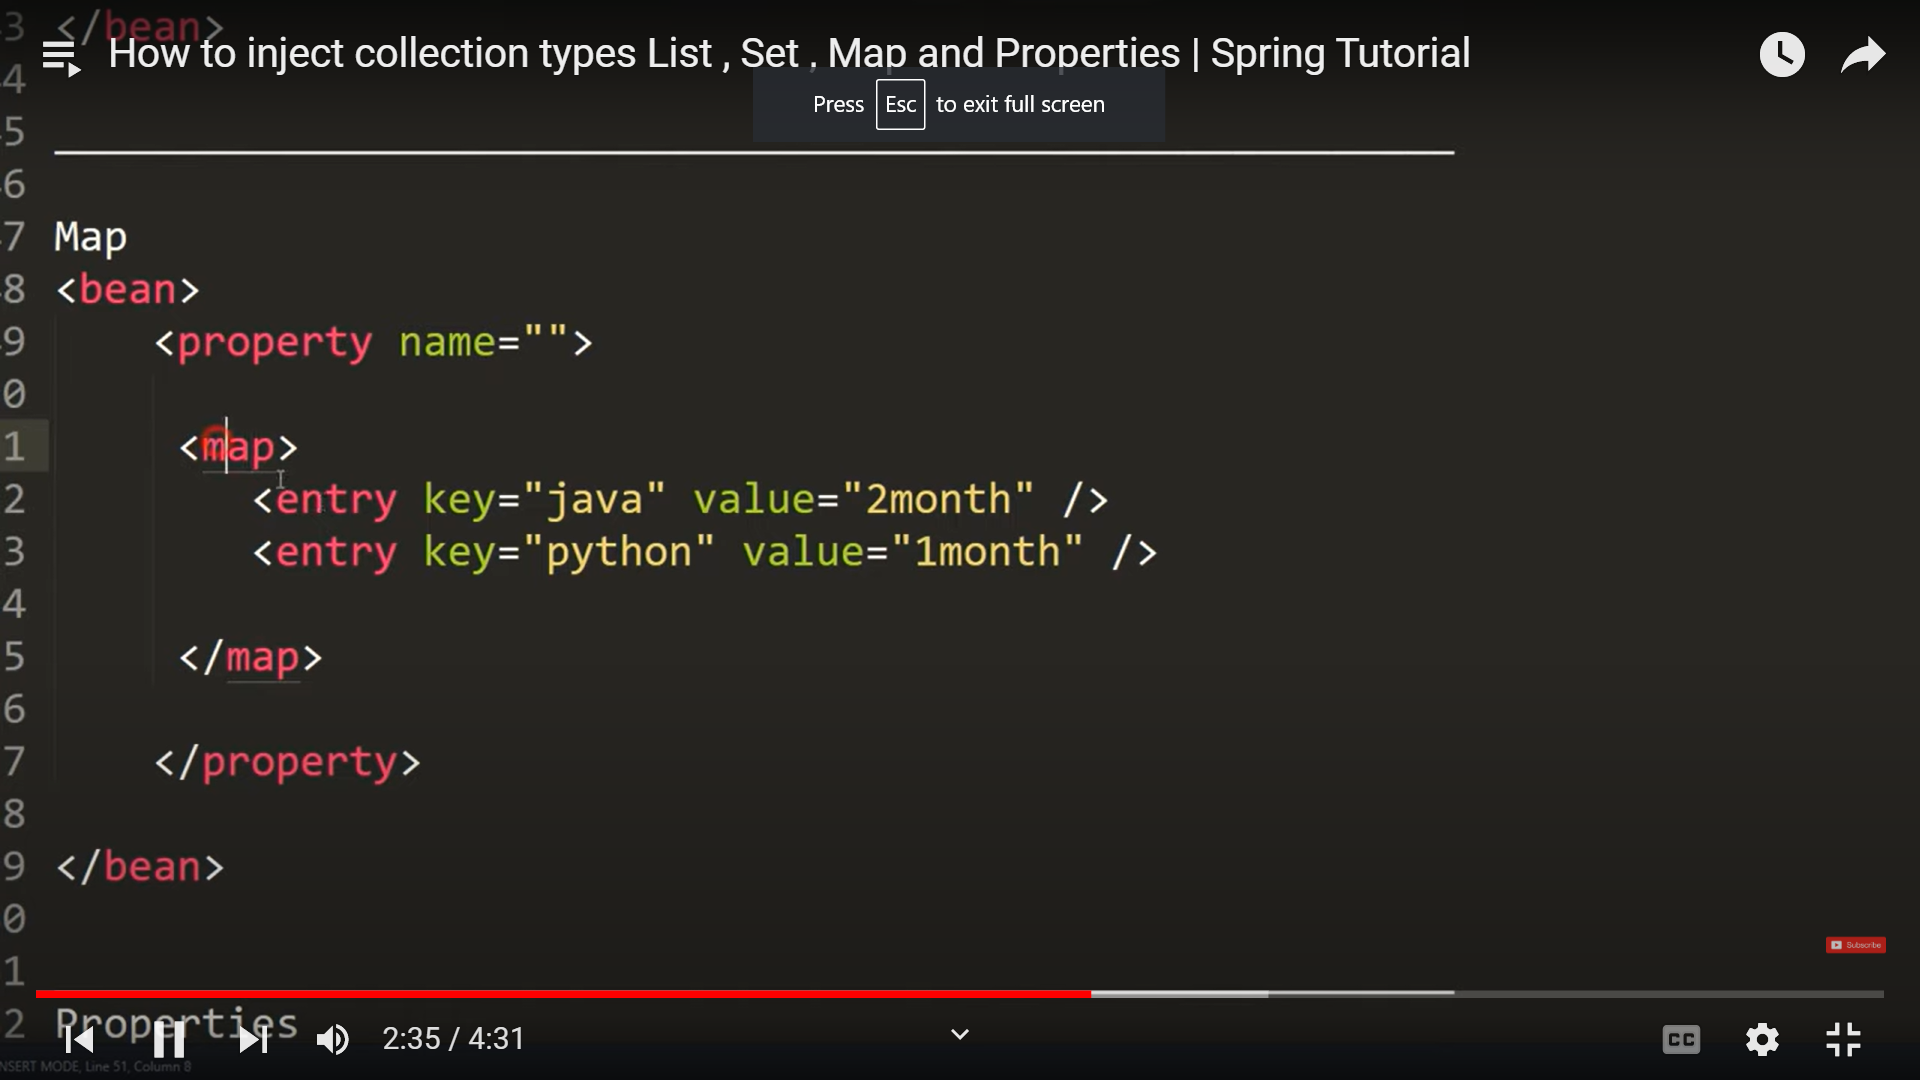 3 </bean>
How to inject collection types List , Set , Map and Properties | Spring Tutorial
4
Press Esc to exit full screen
5
6
7 Map
8 <bean>
9 <property name="">
0
1 <map>
2 <entry key="java" value="2month" />
3 <entry key="python" value="1month" />
4
5 </map>
6
7 </property>
8
9 </bean>
0
Subscribe
1
2 Properties
2:35 / 4:31
CC
NSERT MODE, Line 51, Column 8